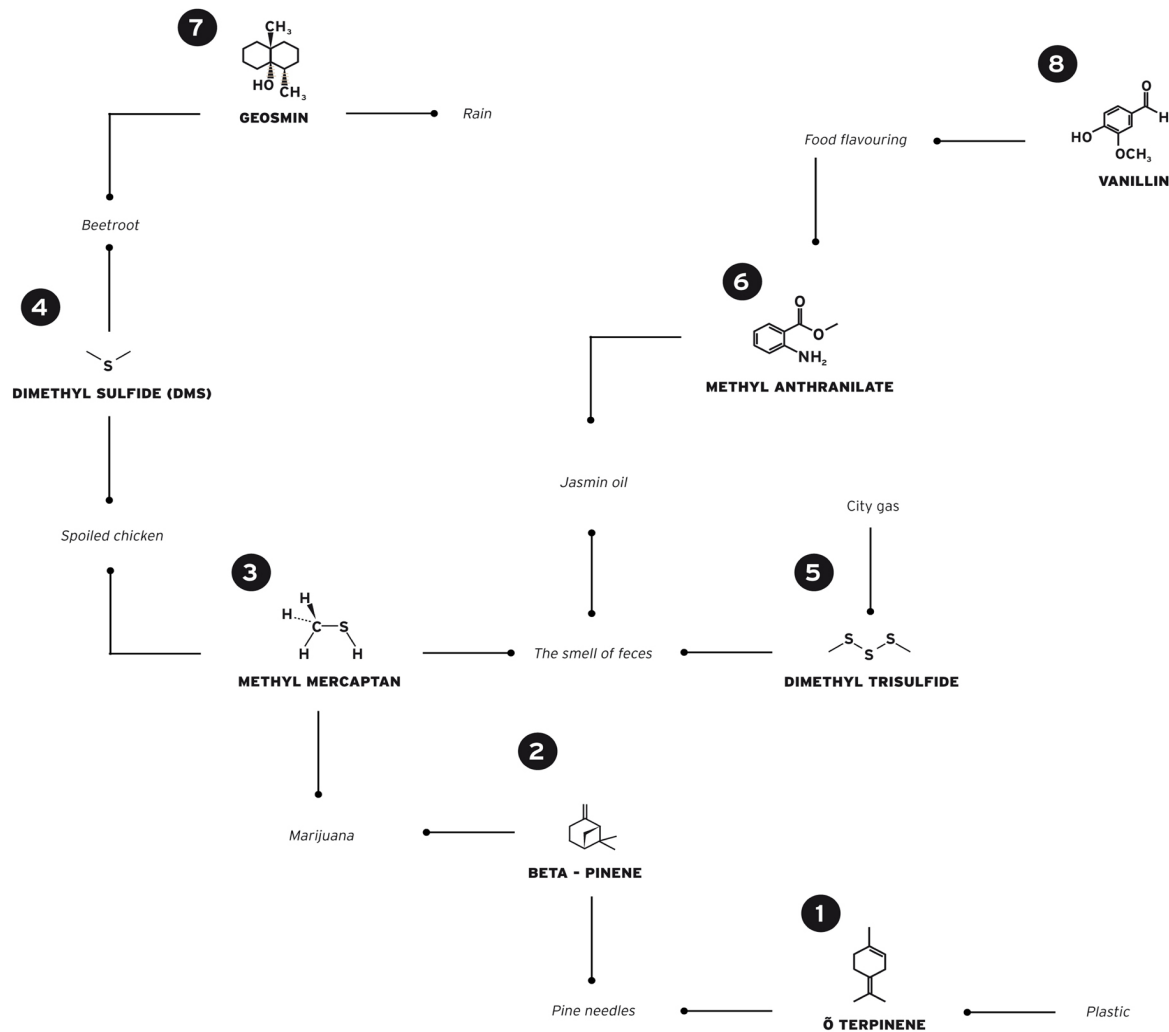 7
CH3
HO
CH3
GEOSMIN
Rain
8
O
H
HO
OCH3
VANILLIN
Food flavouring
Beetroot
4
S
DIMETHYL SULFIDE (DMS)
6
O
O
NH2
METHYL ANTHRANILATE
Jasmin oil
City gas
Spoiled chicken
3
H
H
C
S
H
H
METHYL MERCAPTAN
The smell of feces
5
S
S
S
DIMETHYL TRISULFIDE
2
Marijuana
BETA - PINENE
1
Pine needles
Õ TERPINENE
Plastic